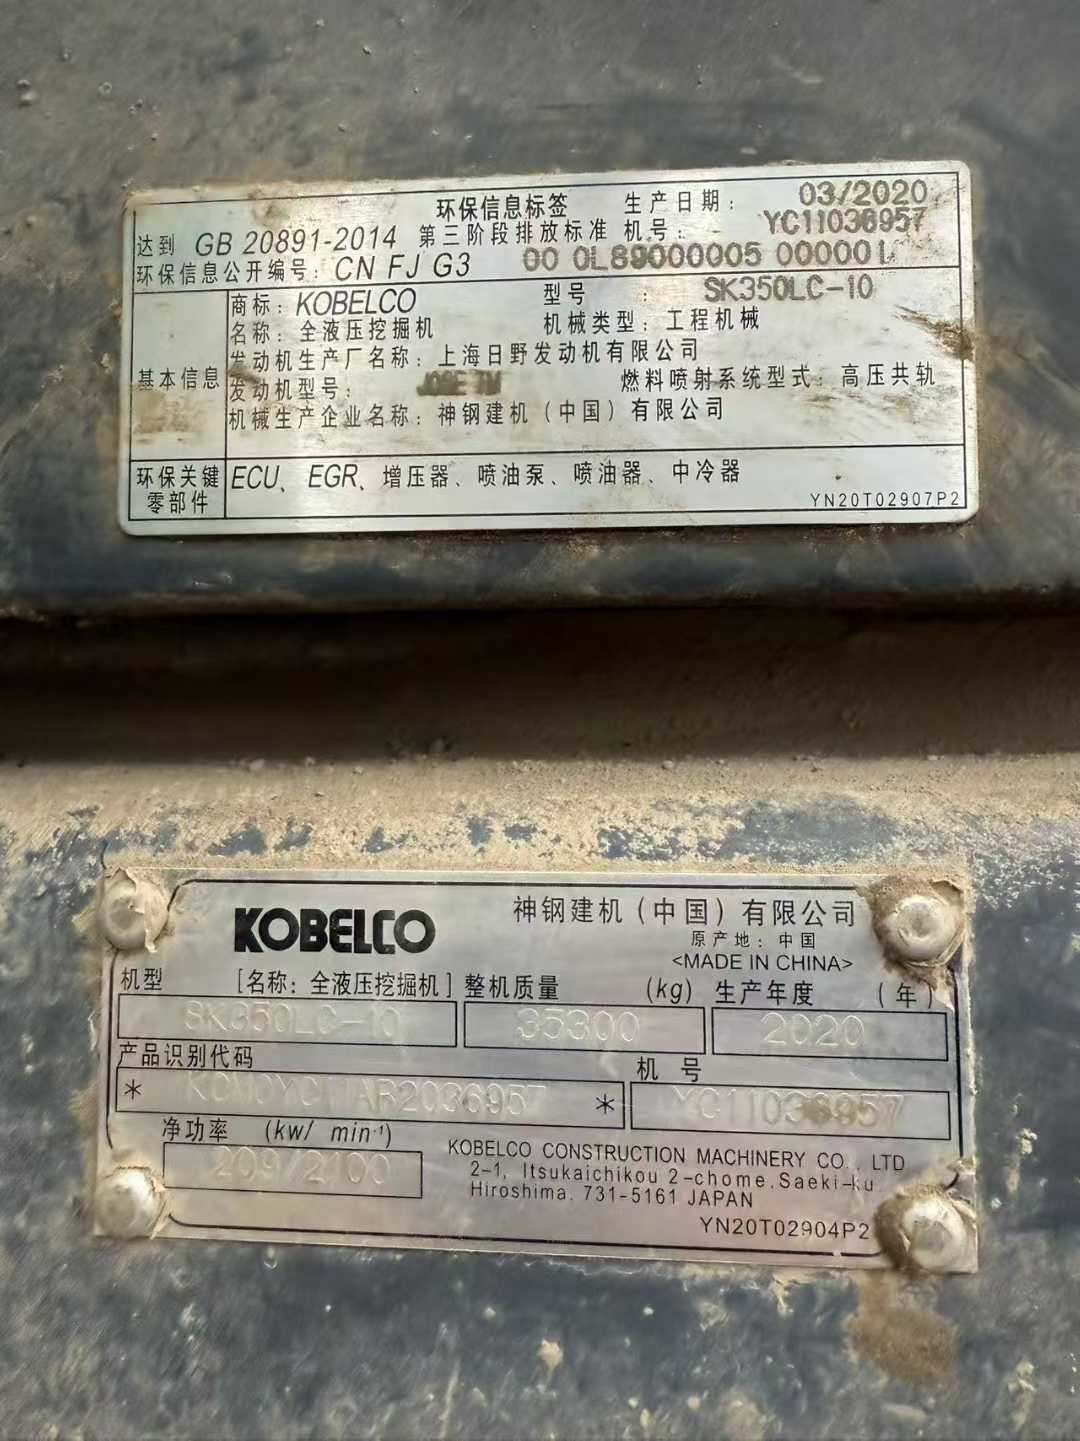 环保信息标签 生产日期: 03/2020
达到 GB 20891-2014 第三阶段排放标准 机号: YC11036957
环保信息公开编号: CN FJ G3 00 0L89000005 000001
商标: KOBELCO 型号 : SK350LC-10
名称: 全液压挖掘机 机械类型: 工程机械
发动机生产厂名称: 上海日野发动机有限公司
基本信息
发动机型号: 燃料喷射系统型式: 高压共轨
机械生产企业名称: 神钢建机(中国)有限公司
环保关键零部件 ECU、EGR、增压器、喷油泵、喷油器、中冷器
YN20T02907P2
KOBELCO 神钢建机(中国)有限公司
原产地: 中国
<MADE IN CHINA>
机型 [名称: 全液压挖掘机] 整机质量 (kg) 生产年度 (年)
SK350LC-10 35300 2020
产品识别代码 机号
* KCM0YC11AR2036957 * YC11036957
净功率 (kw/ min-1)
209/2100
KOBELCO CONSTRUCTION MACHINERY CO., LTD
2-1, Itsukaichikou 2-chome, Saeki-ku,
Hiroshima, 731-5161 JAPAN
YN20T02904P2